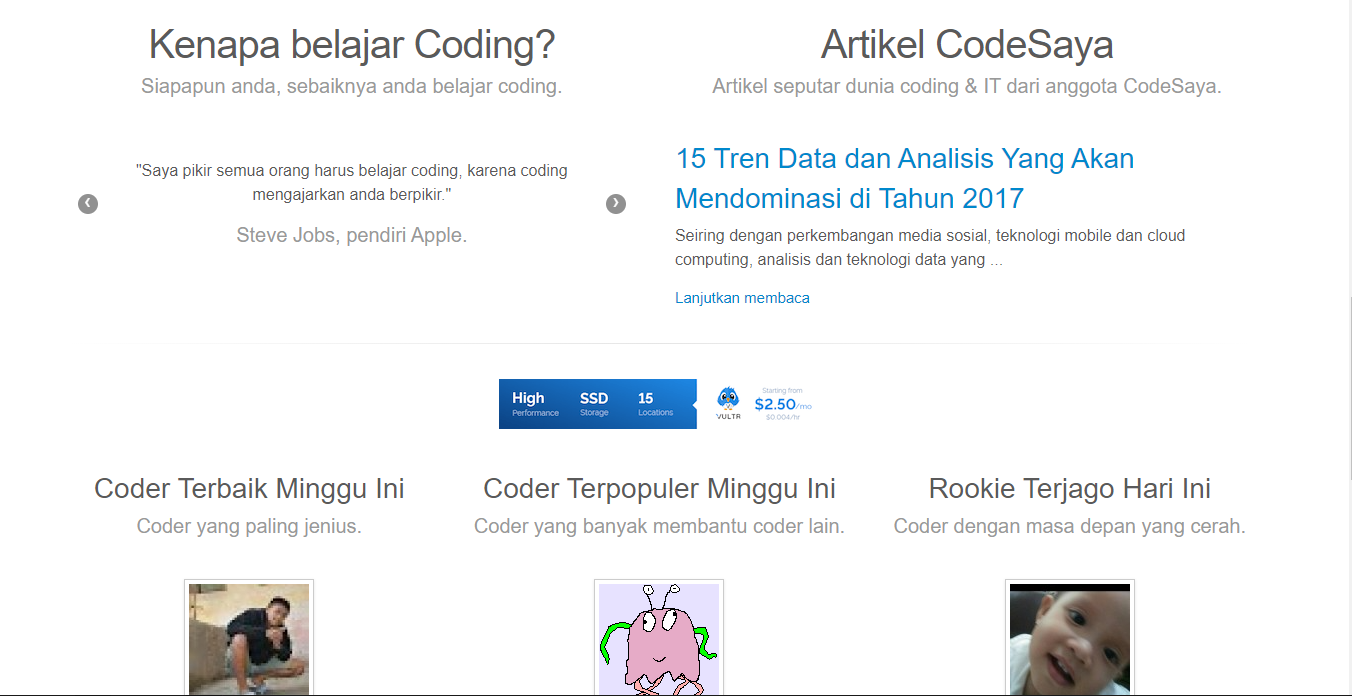 Kenapa belajar Coding?
Siapapun anda, sebaiknya anda belajar coding.
"Saya pikir semua orang harus belajar coding, karena coding
mengajarkan anda berpikir."
Steve Jobs, pendiri Apple.
Artikel CodeSaya
Artikel seputar dunia coding & IT dari anggota CodeSaya.
15 Tren Data dan Analisis Yang Akan
Mendominasi di Tahun 2017
Seiring dengan perkembangan media sosial, teknologi mobile dan cloud
computing, analisis dan teknologi data yang ...
Lanjutkan membaca
High SSD 15
Performance Storage Locations
VULTR
Starting from
$2.50/mo
$0.004/hr
Coder Terbaik Minggu Ini
Coder yang paling jenius.
Coder Terpopuler Minggu Ini
Coder yang banyak membantu coder lain.
Rookie Terjago Hari Ini
Coder dengan masa depan yang cerah.